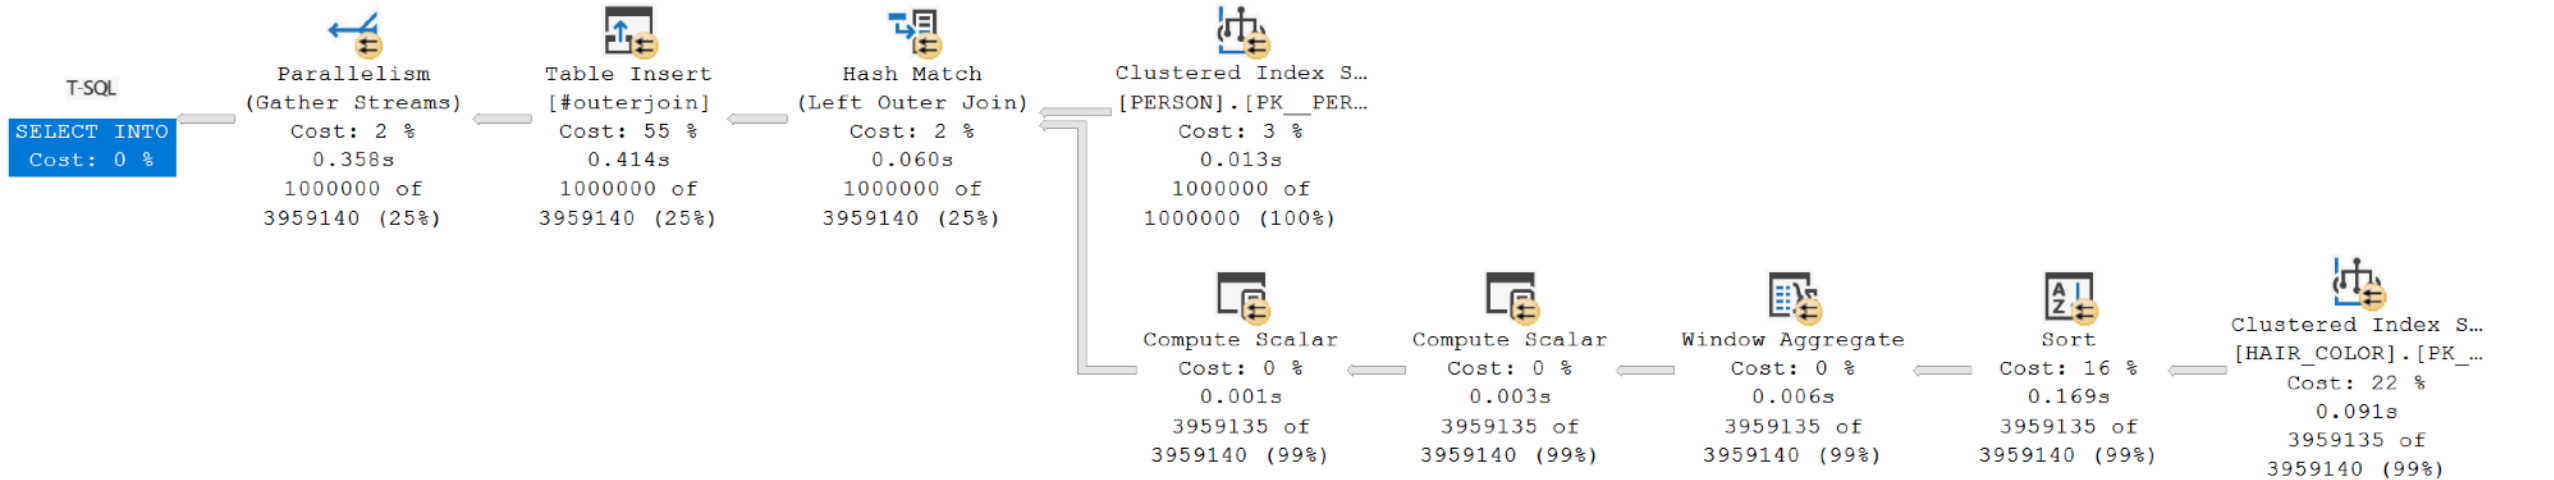 T-SQL
SELECT INTO
Cost: 0 %
Parallelism
(Gather Streams)
Cost: 2 %
0.358s
1000000 of
3959140 (25%)
Table Insert
[#outerjoin]
Cost: 55 %
0.414s
1000000 of
3959140 (25%)
Hash Match
(Left Outer Join)
Cost: 2 %
0.060s
1000000 of
3959140 (25%)
Clustered Index S…
[PERSON].[PK__PER…
Cost: 3 %
0.013s
1000000 of
1000000 (100%)
Compute Scalar
Cost: 0 %
0.001s
3959135 of
3959140 (99%)
Compute Scalar
Cost: 0 %
0.003s
3959135 of
3959140 (99%)
Window Aggregate
Cost: 0 %
0.006s
3959135 of
3959140 (99%)
A
Z
Sort
Cost: 16 %
0.169s
3959135 of
3959140 (99%)
Clustered Index S…
[HAIR_COLOR].[PK_…
Cost: 22 %
0.091s
3959135 of
3959140 (99%)